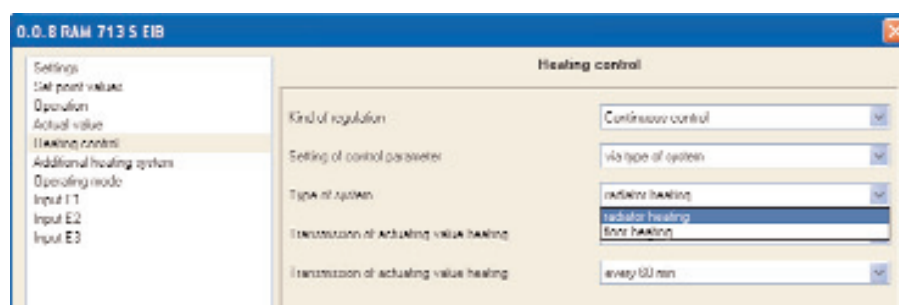 0.0.8 RAM 713 S EIB
Settings
Set point values
Operation
Actual value
Heating control
Additional heating system
Operating mode
Input E1
Input E2
Input E3
Heating control
Kind of regulation
Continuous control
Setting of control parameter
via type of system
Type of system
radiator heating
radiator heating
floor heating
Transmission of actuating value heating
Transmission of actuating value heating
every 60 min